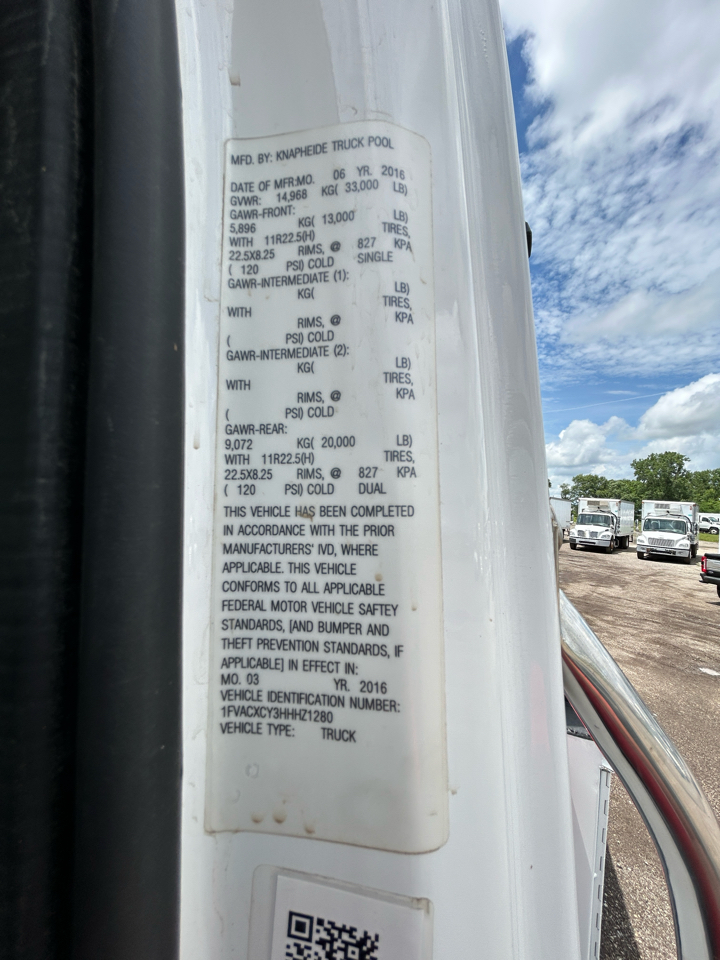 MFD. BY: KNAPHEIDE TRUCK POOL
DATE OF MFR:MO. 06 YR. 2016
GVWR: 14,968 KG( 33,000 LB)
GAWR-FRONT:
5,896 KG( 13,000 LB)
WITH 11R22.5(H) TIRES,
22.5X8.25 RIMS, @ 827 KPA
( 120 PSI) COLD SINGLE
GAWR-INTERMEDIATE (1):
KG( LB)
WITH TIRES,
RIMS, @ KPA
( PSI) COLD
GAWR-INTERMEDIATE (2):
KG( LB)
WITH TIRES,
RIMS, @ KPA
( PSI) COLD
GAWR-REAR:
9,072 KG( 20,000 LB)
WITH 11R22.5(H) TIRES,
22.5X8.25 RIMS, @ 827 KPA
( 120 PSI) COLD DUAL
THIS VEHICLE HAS BEEN COMPLETED
IN ACCORDANCE WITH THE PRIOR
MANUFACTURERS' IVD, WHERE
APPLICABLE. THIS VEHICLE
CONFORMS TO ALL APPLICABLE
FEDERAL MOTOR VEHICLE SAFTEY
STANDARDS, [AND BUMPER AND
THEFT PREVENTION STANDARDS, IF
APPLICABLE] IN EFFECT IN:
MO. 03 YR. 2016
VEHICLE IDENTIFICATION NUMBER:
1FVACXCY3HHHZ1280
VEHICLE TYPE: TRUCK